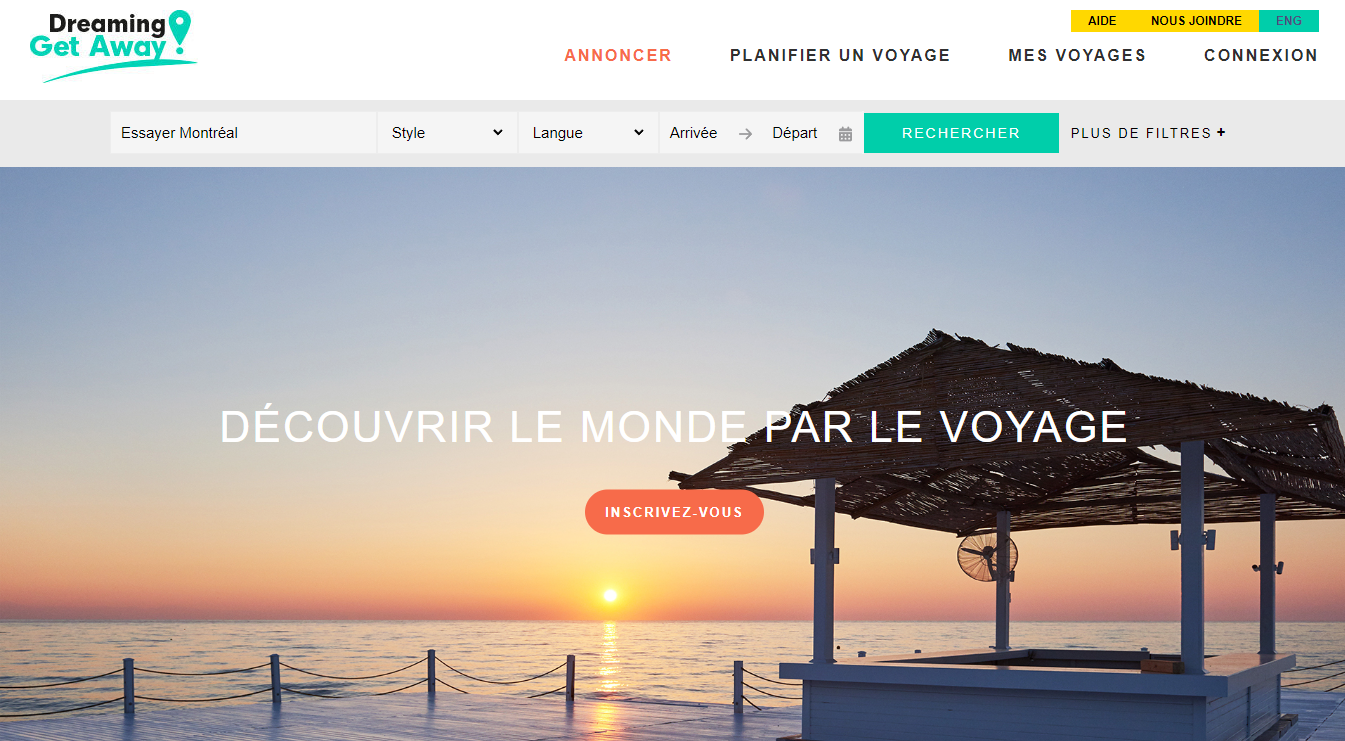 Dreaming
Get Away
AIDE NOUS JOINDRE ENG
ANNONCER PLANIFIER UN VOYAGE MES VOYAGES CONNEXION
Essayer Montréal Style Langue Arrivée Départ RECHERCHER PLUS DE FILTRES +
DÉCOUVRIR LE MONDE PAR LE VOYAGE
INSCRIVEZ-VOUS